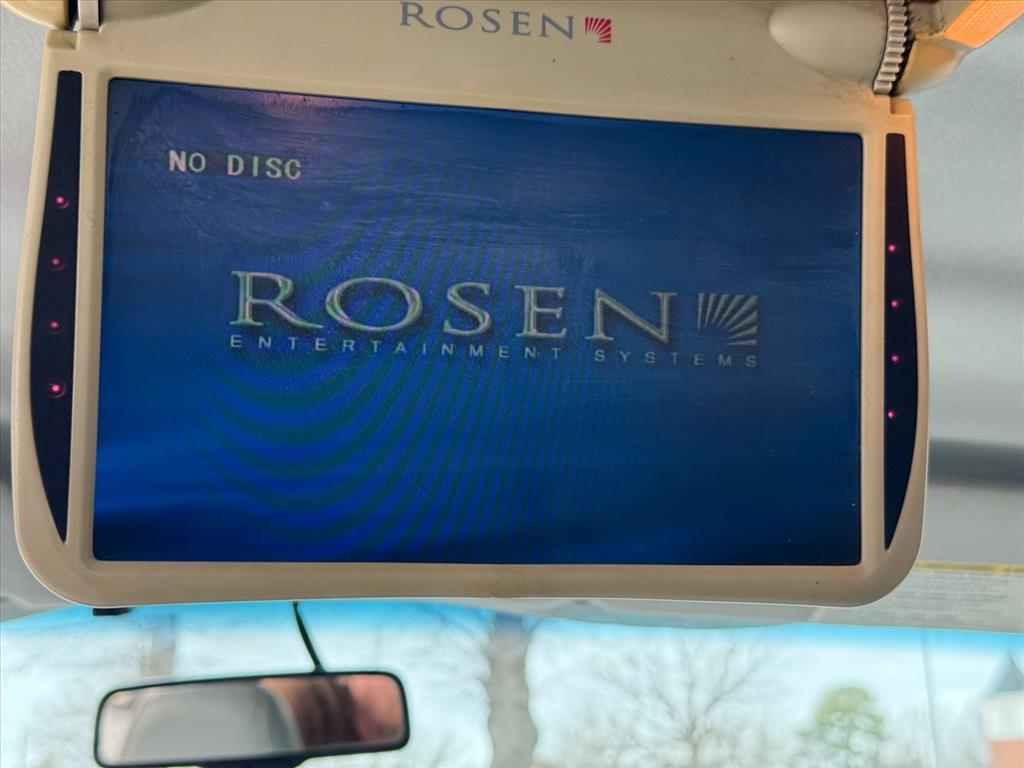 ROSEN
NO DISC
ROSEN
ENTERTAINMENT SYSTEMS